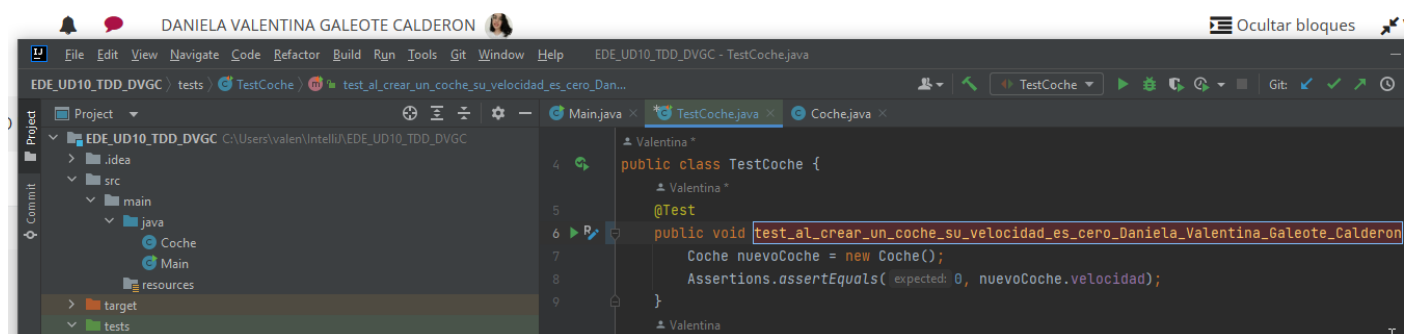 DANIELA VALENTINA GALEOTE CALDERON
Ocultar bloques
File Edit View Navigate Code Refactor Build Run Tools Git Window Help EDE_UD10_TDD_DVGC - TestCoche.java
EDE_UD10_TDD_DVGC tests TestCoche test_al_crear_un_coche_su_velocidad_es_cero_Dan...
TestCoche
Git:
Project
Project
Commit
EDE_UD10_TDD_DVGC C:\Users\valen\IntelliJ\EDE_UD10_TDD_DVGC
.idea
src
main
java
Coche
Main
resources
target
tests
Main.java TestCoche.java Coche.java
Valentina *
4 public class TestCoche {
Valentina *
5 @Test
6 public void test_al_crear_un_coche_su_velocidad_es_cero_Daniela_Valentina_Galeote_Calderon
7 Coche nuevoCoche = new Coche();
8 Assertions.assertEquals( expected: 0, nuevoCoche.velocidad);
9 }
Valentina